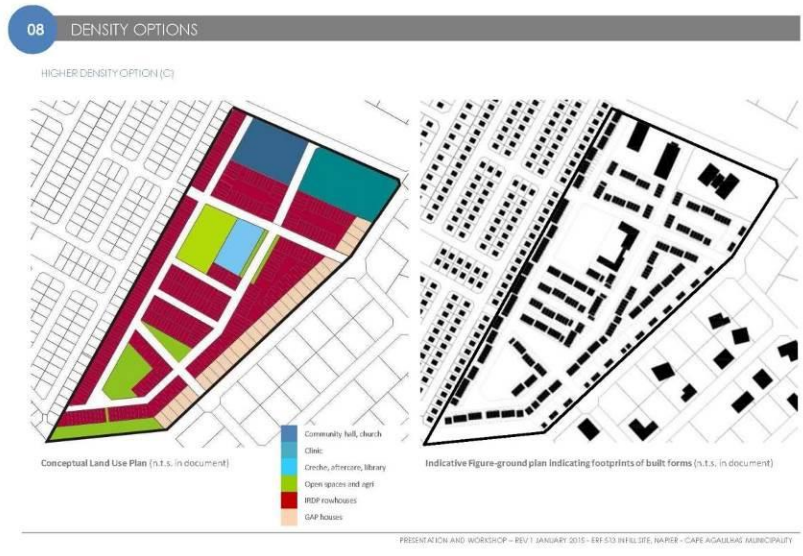 08 DENSITY OPTIONS
HIGHER DENSITY OPTION (C)
Community hall, church
Clinic
Creche, aftercare, library
Open spaces and agri
IRDP rowhouses
GAP houses
Conceptual Land Use Plan (n.t.s. in document)
Indicative Figure-ground plan indicating footprints of built forms (n.t.s. in document)
PRESENTATION AND WORKSHOP – REV 1 JANUARY 2015 - ERF 513 INFILL SITE, NAPIER – CAPE AGAULHAS MUNICIPALITY